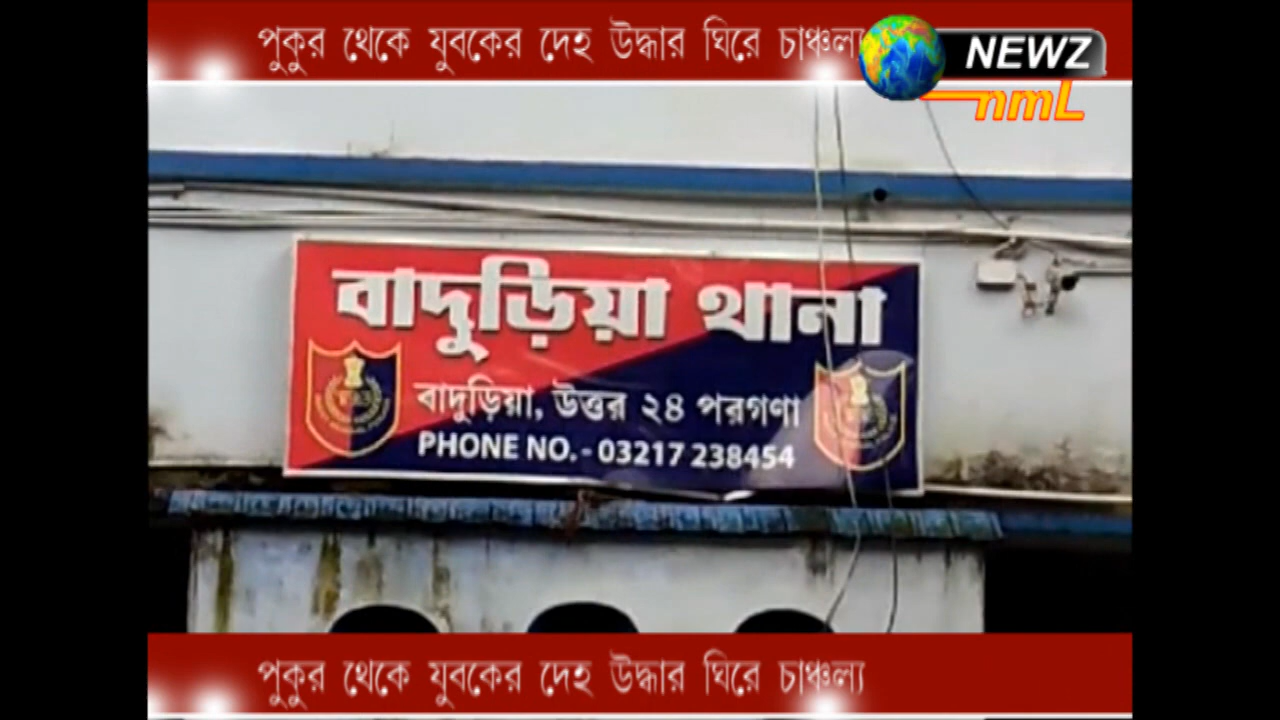 পুকুর থেকে যুবকের দেহ উদ্ধার ঘিরে চাঞ্চল্য
NEWZ
nmL
বাদুড়িয়া থানা
বাদুড়িয়া, উত্তর ২৪ পরগণা
PHONE NO.- 03217 238454
পুকুর থেকে যুবকের দেহ উদ্ধার ঘিরে চাঞ্চল্য